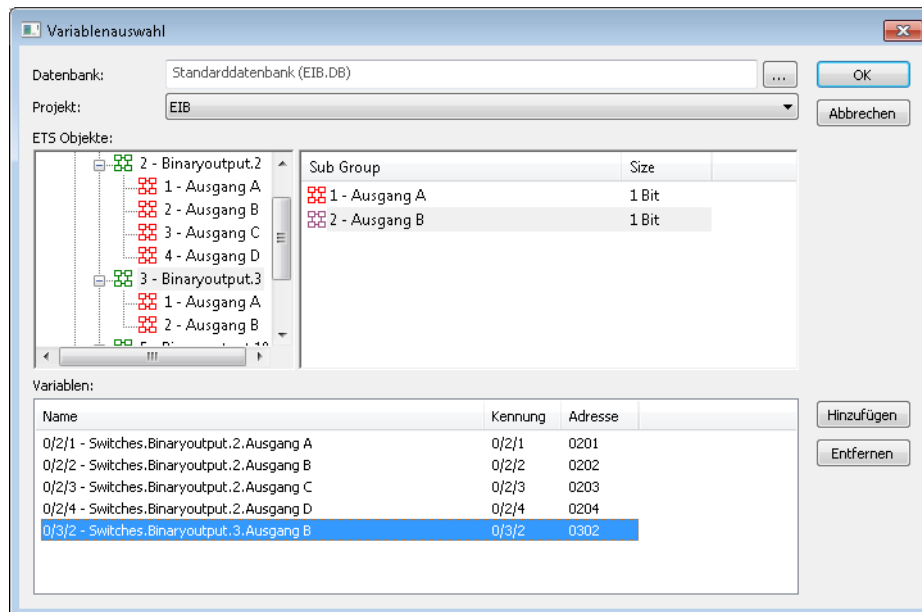 Variablenauswahl
Datenbank: Standarddatenbank (EIB.DB) ... OK
Projekt: EIB Abbrechen
ETS Objekte:
2 - Binaryoutput.2
1 - Ausgang A
2 - Ausgang B
3 - Ausgang C
4 - Ausgang D
3 - Binaryoutput.3
1 - Ausgang A
2 - Ausgang B
Sub Group Size
1 - Ausgang A 1 Bit
2 - Ausgang B 1 Bit
Variablen:
Name Kennung Adresse
0/2/1 - Switches.Binaryoutput.2.Ausgang A 0/2/1 0201
0/2/2 - Switches.Binaryoutput.2.Ausgang B 0/2/2 0202
0/2/3 - Switches.Binaryoutput.2.Ausgang C 0/2/3 0203
0/2/4 - Switches.Binaryoutput.2.Ausgang D 0/2/4 0204
0/3/2 - Switches.Binaryoutput.3.Ausgang B 0/3/2 0302
Hinzufügen
Entfernen